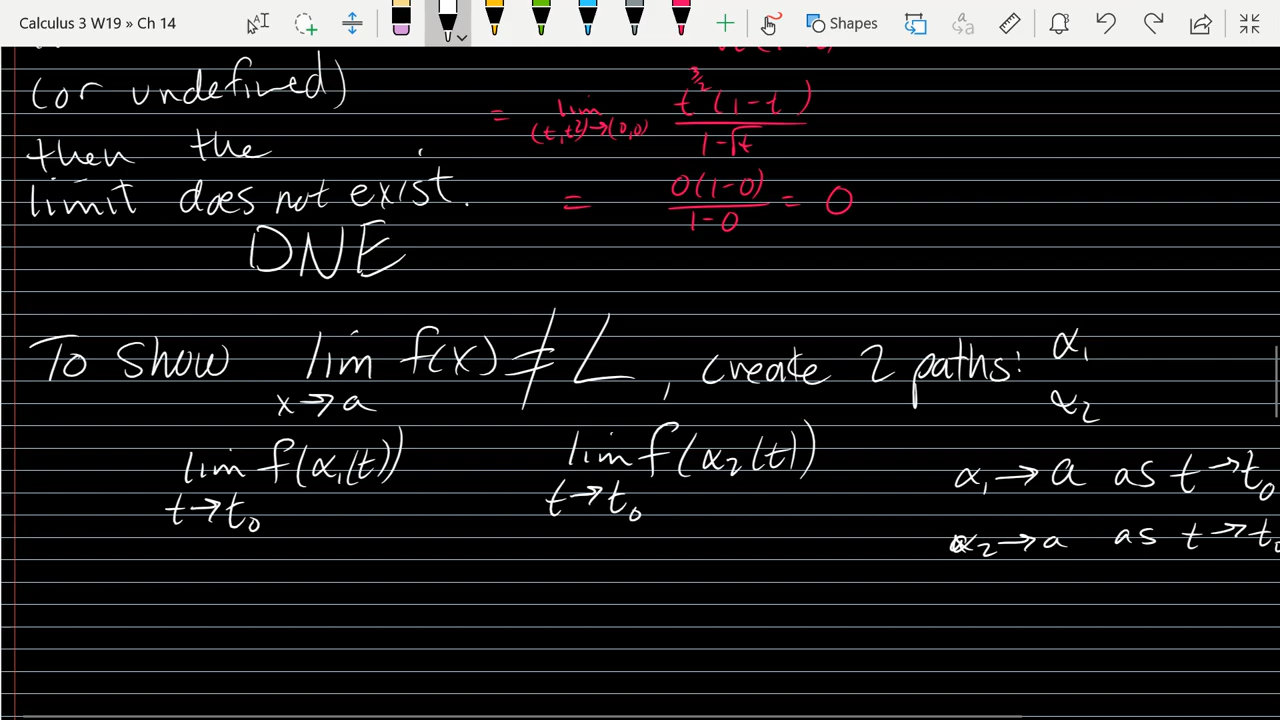 Calculus 3 W19 » Ch 14
Shapes
(or undefined)
then the
limit does not exist.
DNE
= lim (t,t²)→(0,0) t^3/2 (1-t) / 1-√t
= 0(1-0) / 1-0 = 0
To show lim x→a f(x) ≠ L, create 2 paths: α₁
α₂
lim t→t₀ f(α₁(t)) lim t→t₀ f(α₂(t))
α₁ → a as t → t₀
α₂ → a as t → t₀